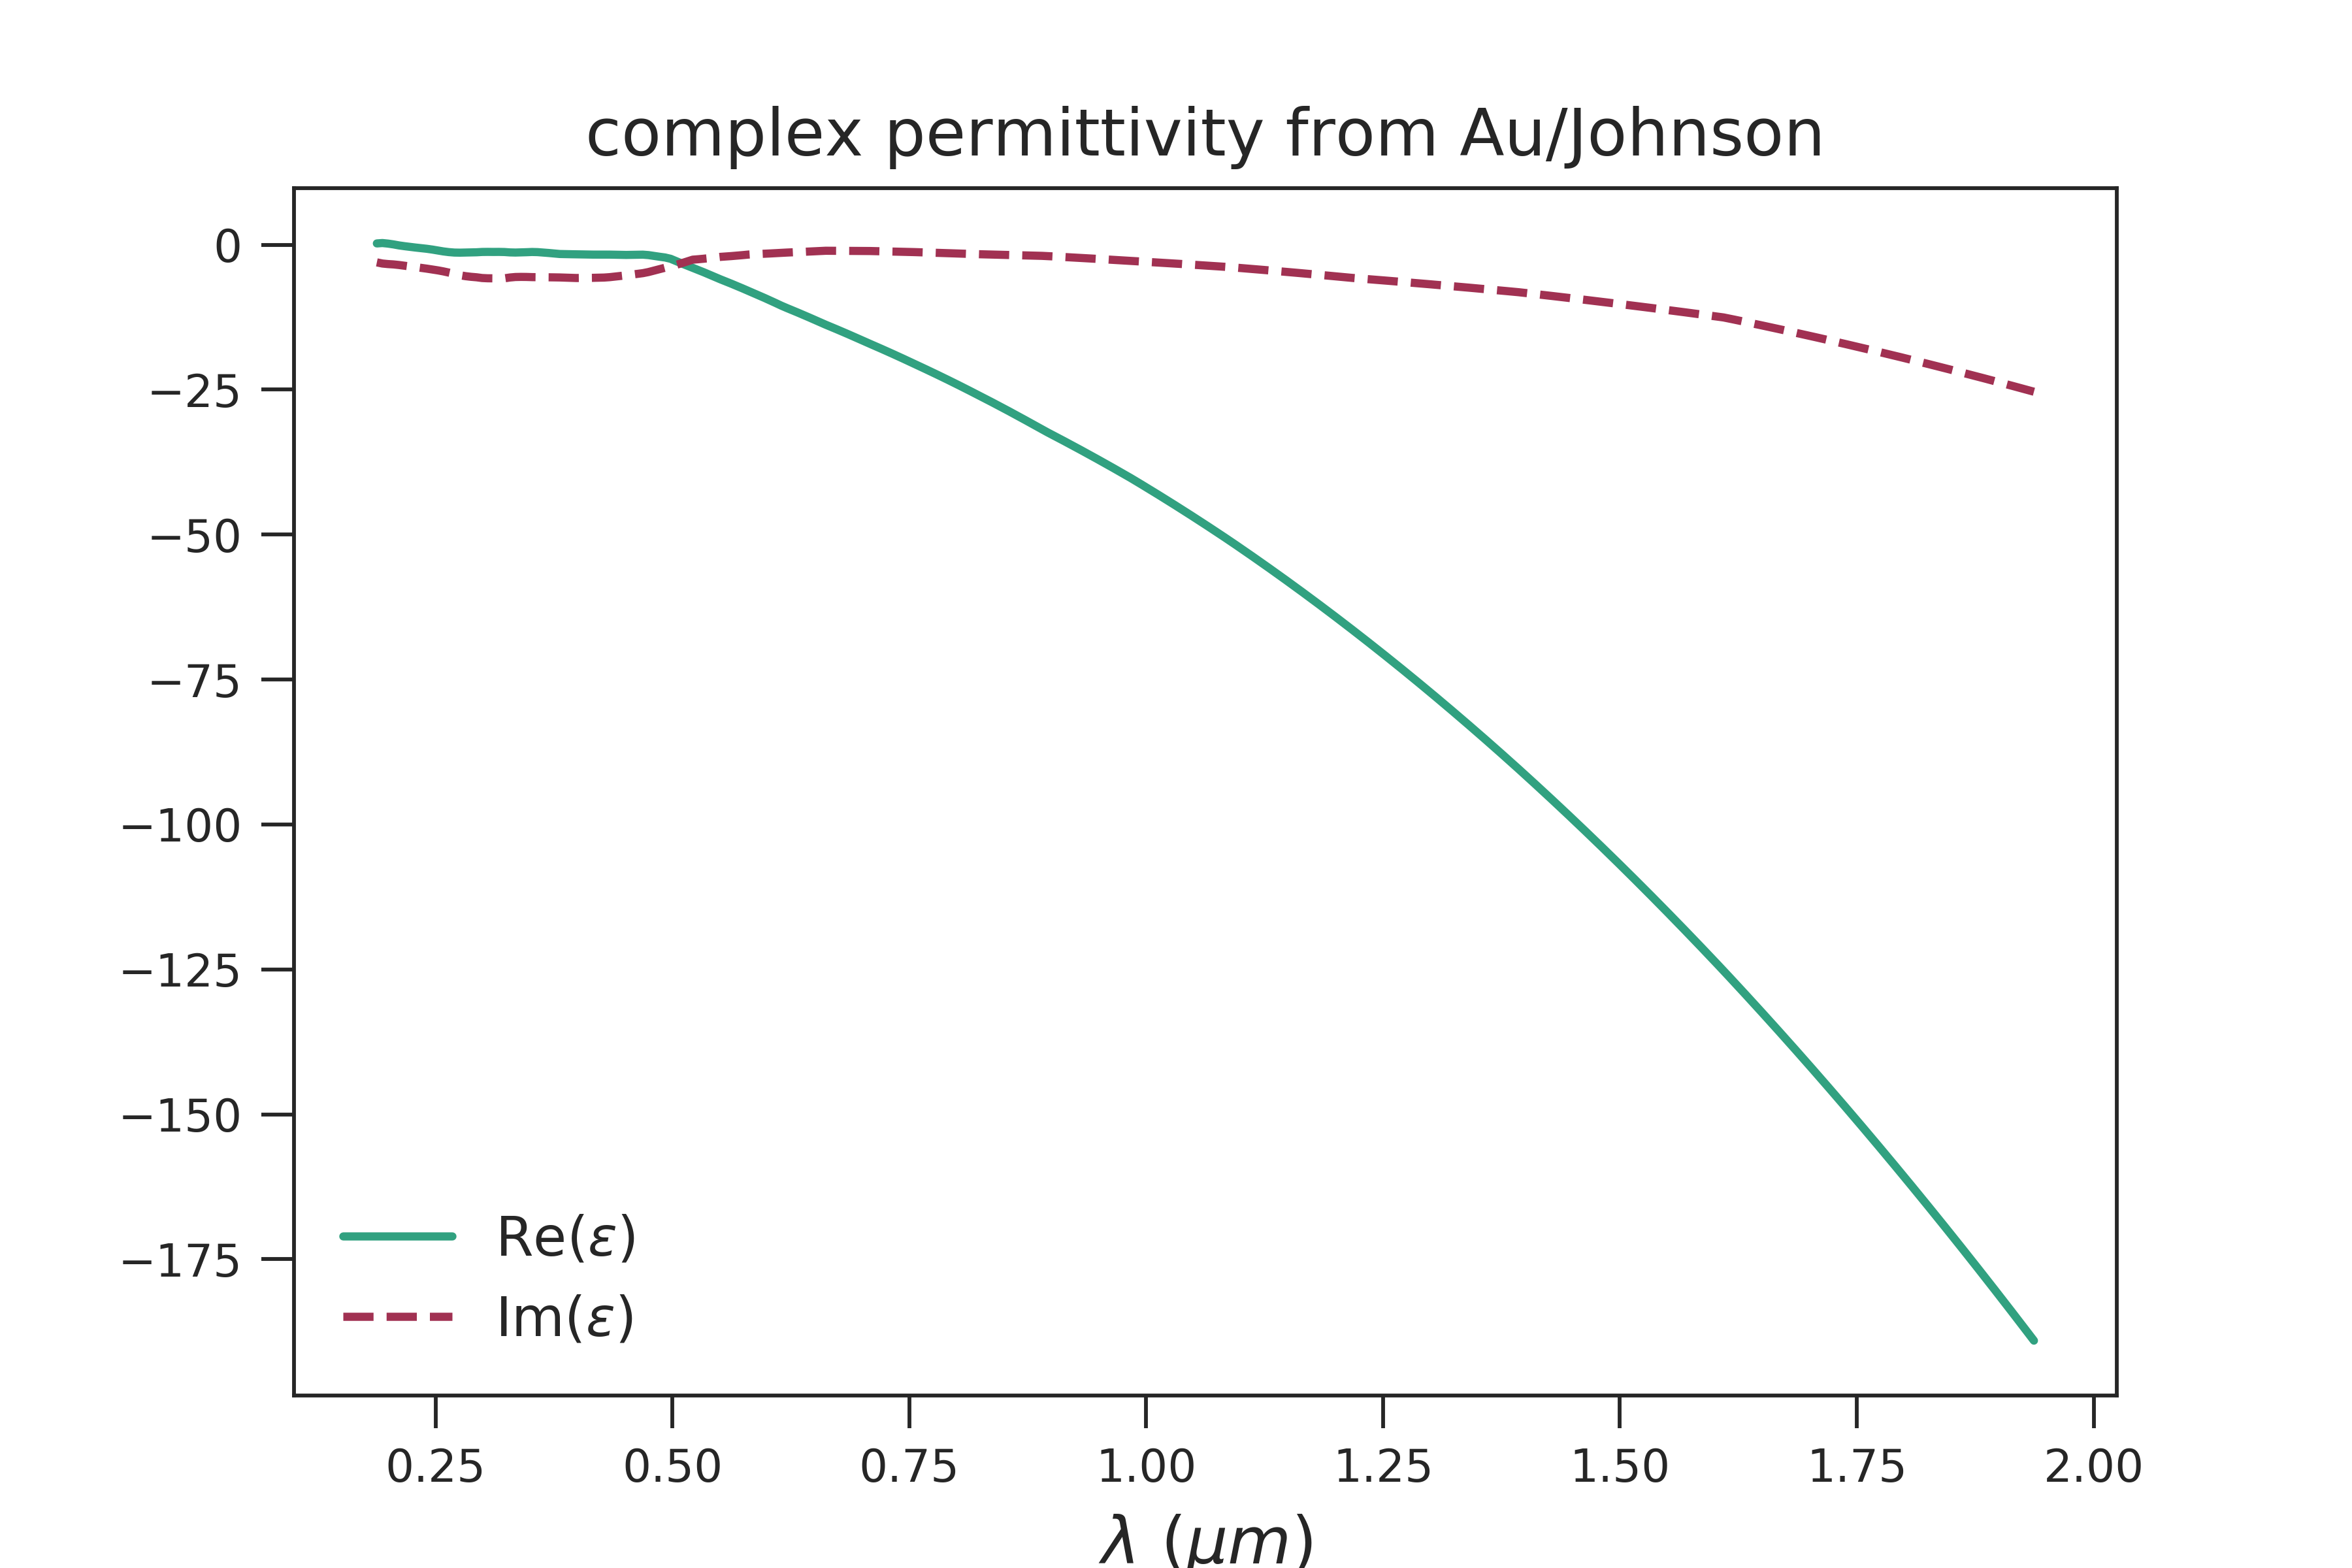 complex permittivity from Au/Johnson
0
−25
−50
−75
−100
−125
−150
−175
Re(ε)
Im(ε)
0.25 0.50 0.75 1.00 1.25 1.50 1.75 2.00
λ (μm)